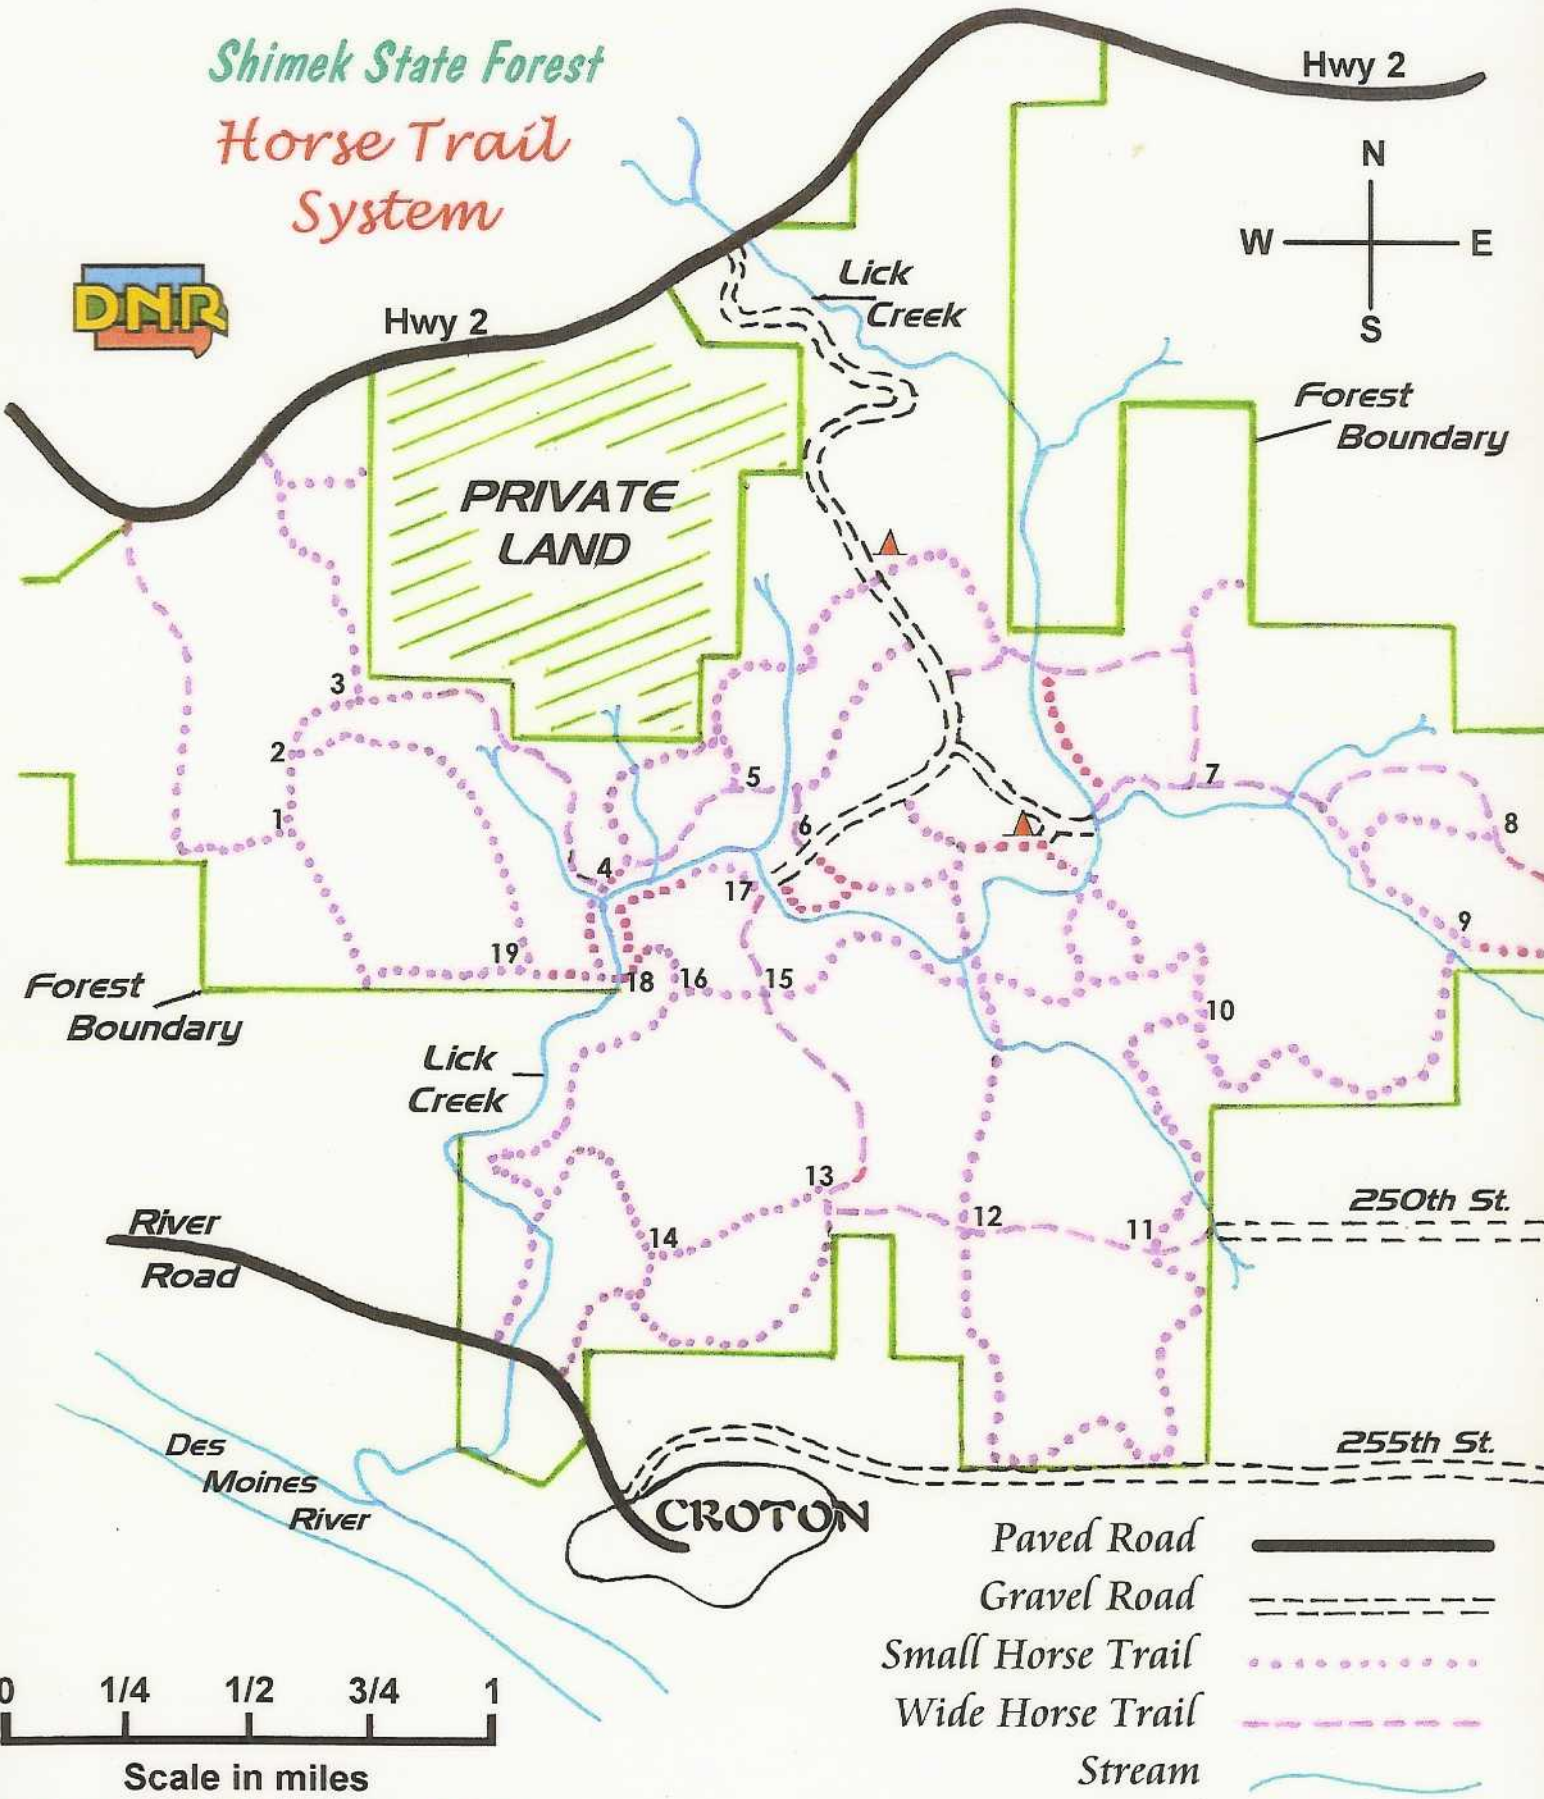 Shimek State Forest
Horse Trail
System
DNR
Hwy 2
N
W
E
S
Lick
Creek
Hwy 2
Forest
Boundary
PRIVATE
LAND
3
2
5
7
1
6
8
4
17
9
19
18
16
15
10
Forest
Boundary
Lick
Creek
13
12
11
14
250th St.
River
Road
255th St.
Des
Moines
River
CROTON
Paved Road
Gravel Road
Small Horse Trail
Wide Horse Trail
Stream
0 1/4 1/2 3/4 1
Scale in miles